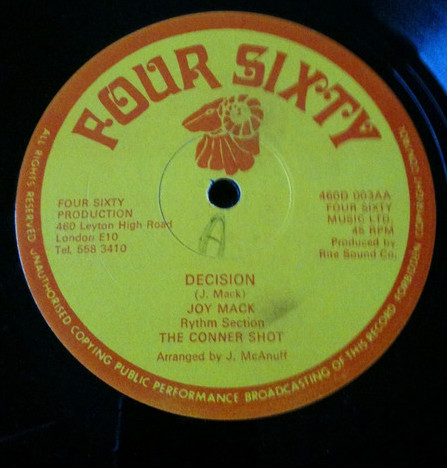 FOUR SIXTY
FOUR SIXTY
PRODUCTION
460 Leyton High Road
London E10
Tel. 558 3410
460D 003AA
FOUR SIXTY
MUSIC LTD.
45 RPM
Produced by
Rite Sound Co.
A
DECISION
(J. Mack)
JOY MACK
Rythm Section
THE CONNER SHOT
Arranged by J. McAnuff
ALL RIGHTS RESERVED UNAUTHORISED COPYING PUBLIC PERFORMANCE BROADCASTING OF THIS RECORD FORBIDDEN COPYRIGHT